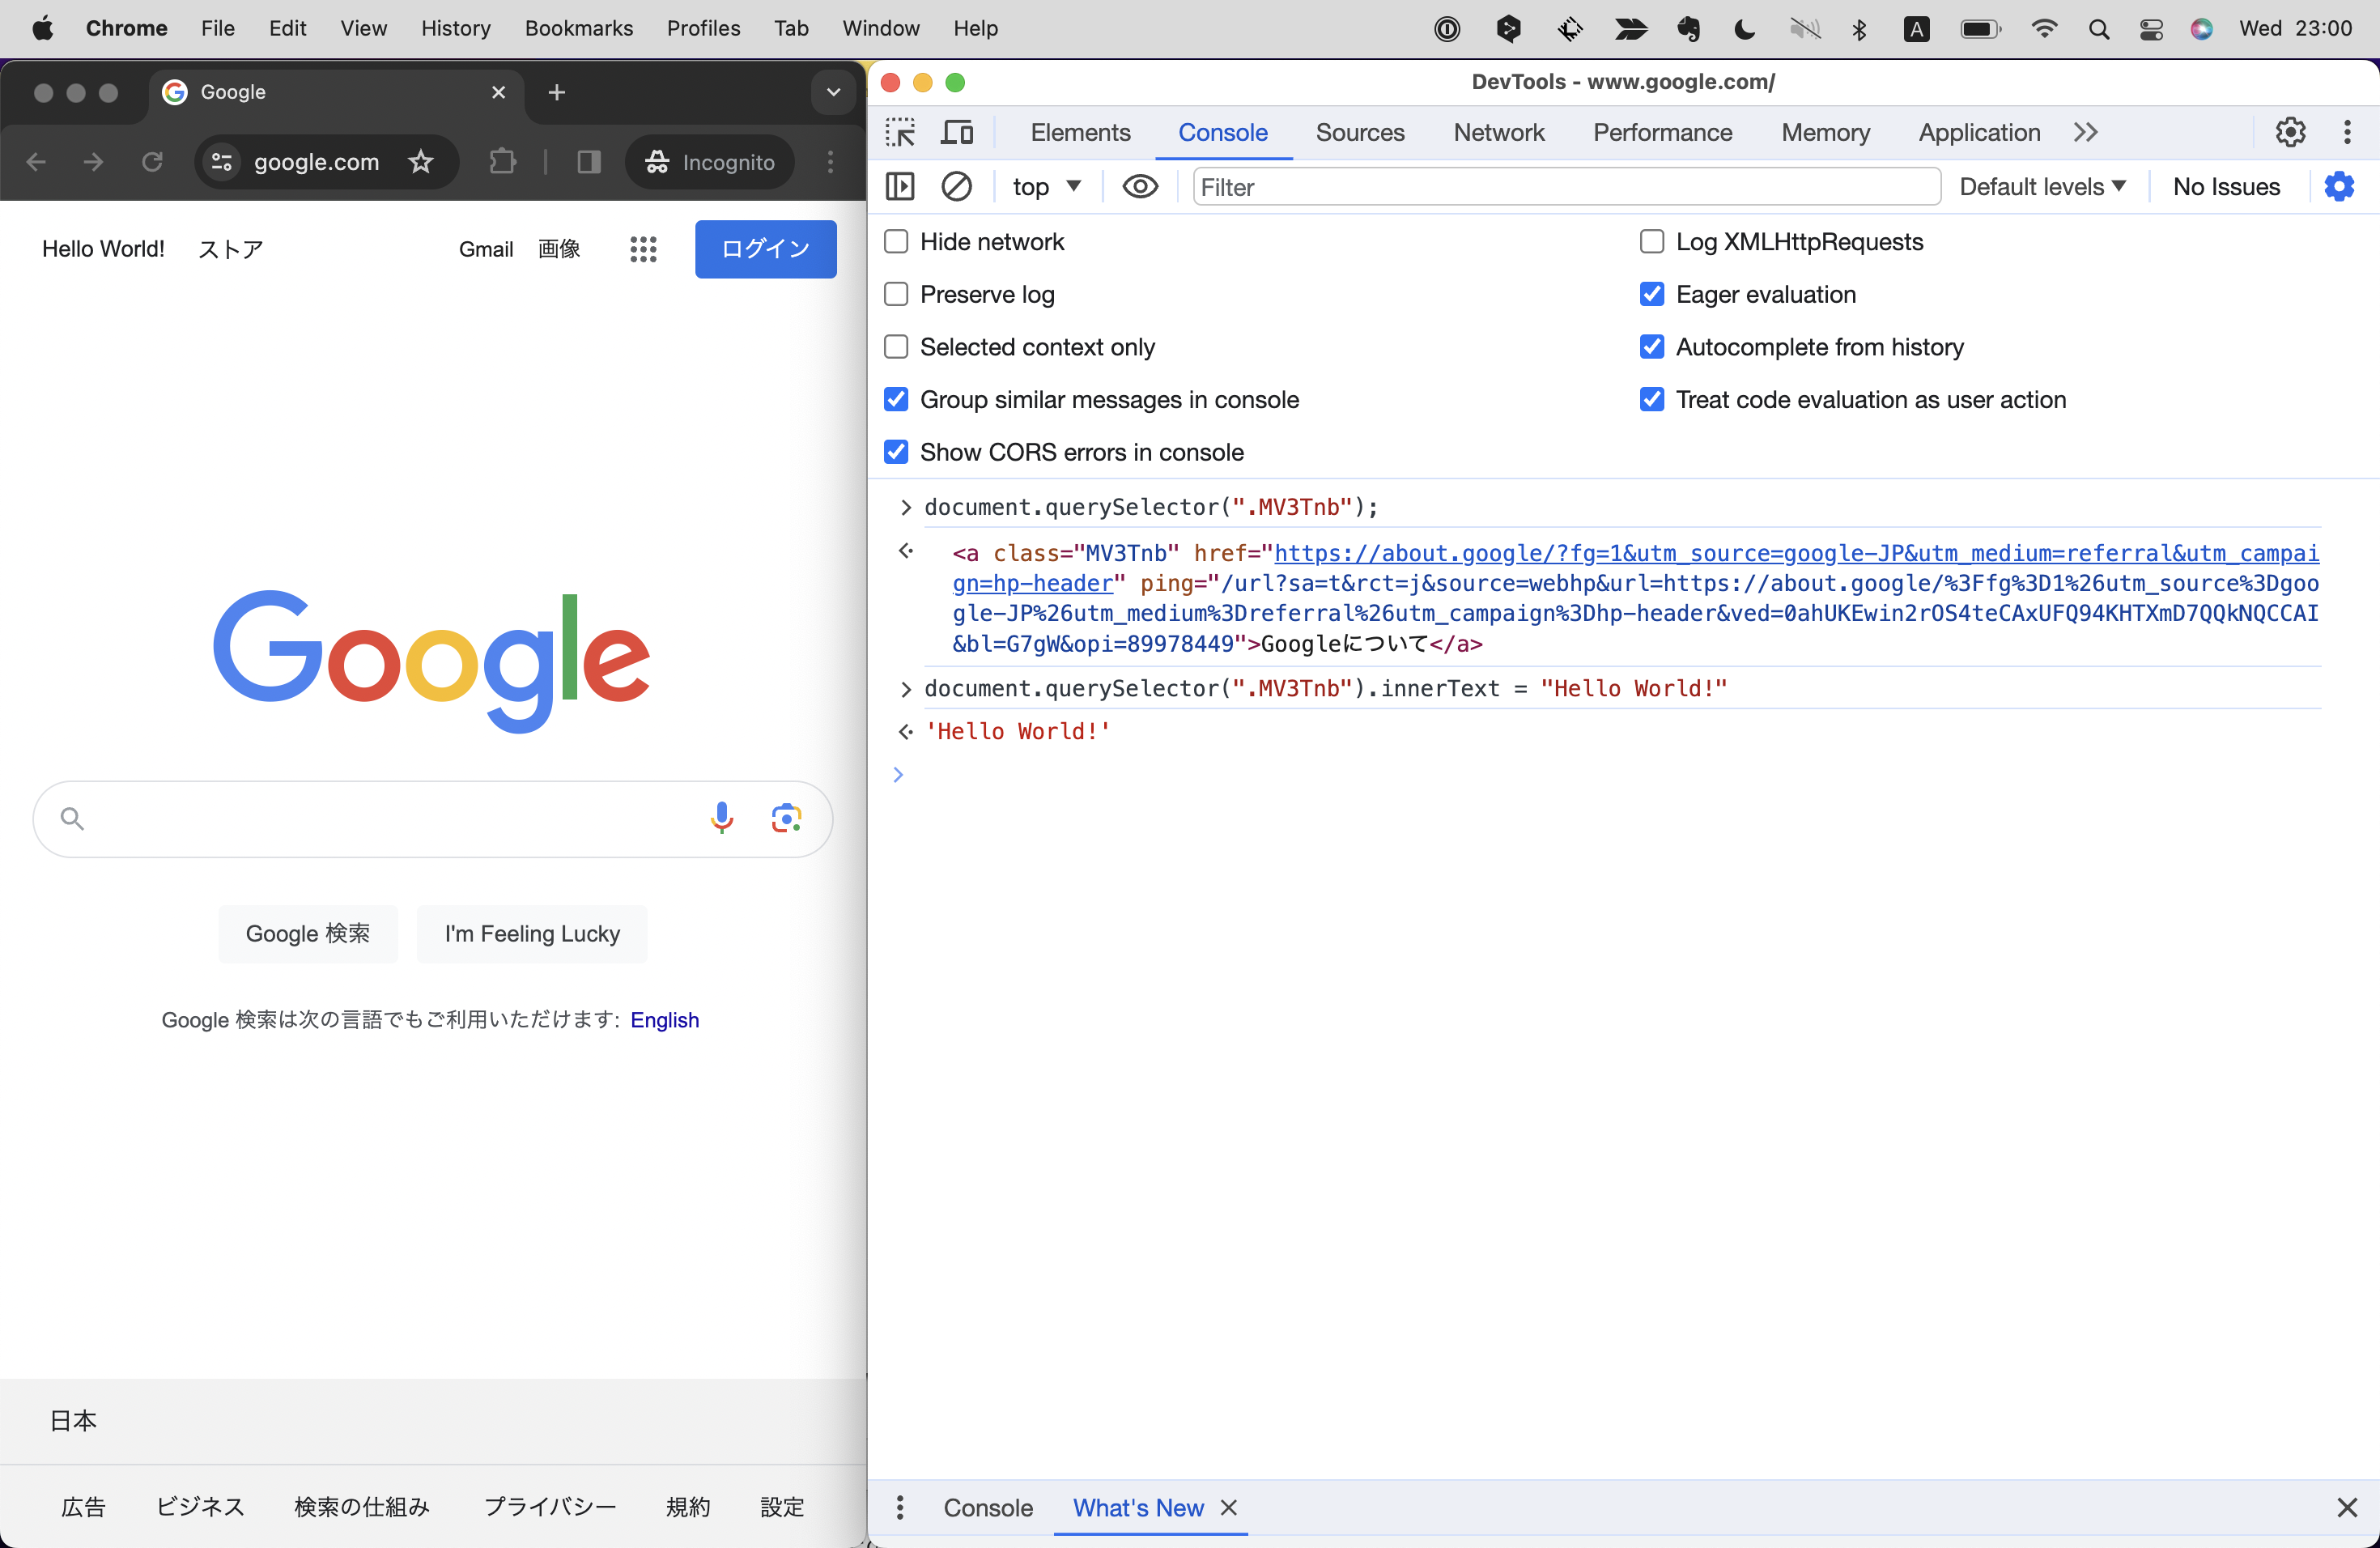 Chrome File Edit View History Bookmarks Profiles Tab Window Help A Wed 23:00
Google
google.com Incognito
Hello World! ストア Gmail 画像 ログイン
Google
Google 検索 I'm Feeling Lucky
Google 検索は次の言語でもご利用いただけます: English
日本
広告 ビジネス 検索の仕組み プライバシー 規約 設定
DevTools - www.google.com/
Elements Console Sources Network Performance Memory Application
top Filter Default levels No Issues
Hide network Log XMLHttpRequests
Preserve log Eager evaluation
Selected context only Autocomplete from history
Group similar messages in console Treat code evaluation as user action
Show CORS errors in console
document.querySelector(".MV3Tnb");
<a class="MV3Tnb" href="https://about.google/?fg=1&utm_source=google-JP&utm_medium=referral&utm_campai
gn=hp-header" ping="/url?sa=t&rct=j&source=webhp&url=https://about.google/%3Ffg%3D1%26utm_source%3Dgoo
gle-JP%26utm_medium%3Dreferral%26utm_campaign%3Dhp-header&ved=0ahUKEwin2rOS4teCAxUFQ94KHTXmD7QQkNQCCAI
&bl=G7gW&opi=89978449">Googleについて</a>
document.querySelector(".MV3Tnb").innerText = "Hello World!"
'Hello World!'
Console What's New